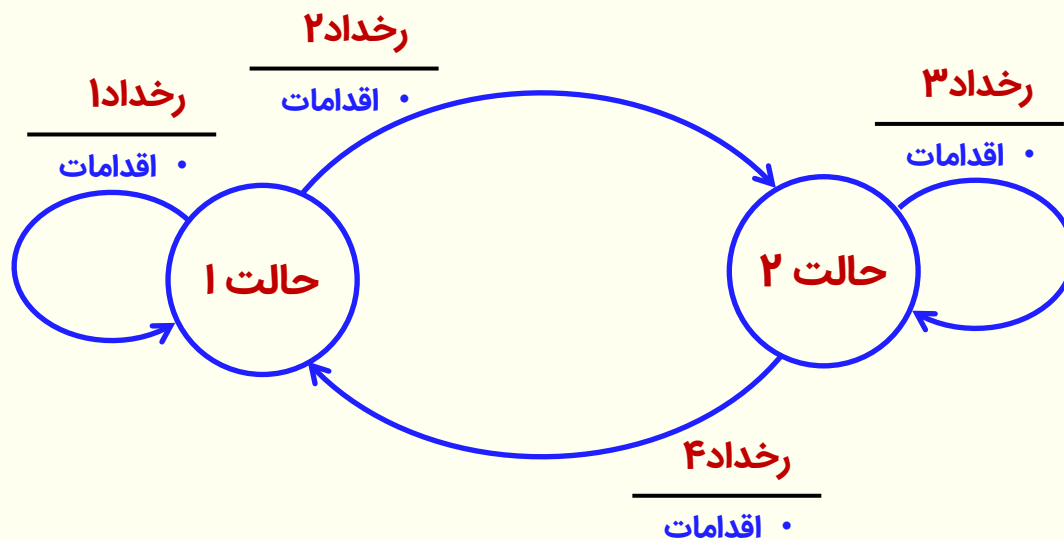 رخداد۲
• اقدامات
رخداد۱
• اقدامات
رخداد۳
• اقدامات
حالت ۱
حالت ۲
رخداد۴
• اقدامات